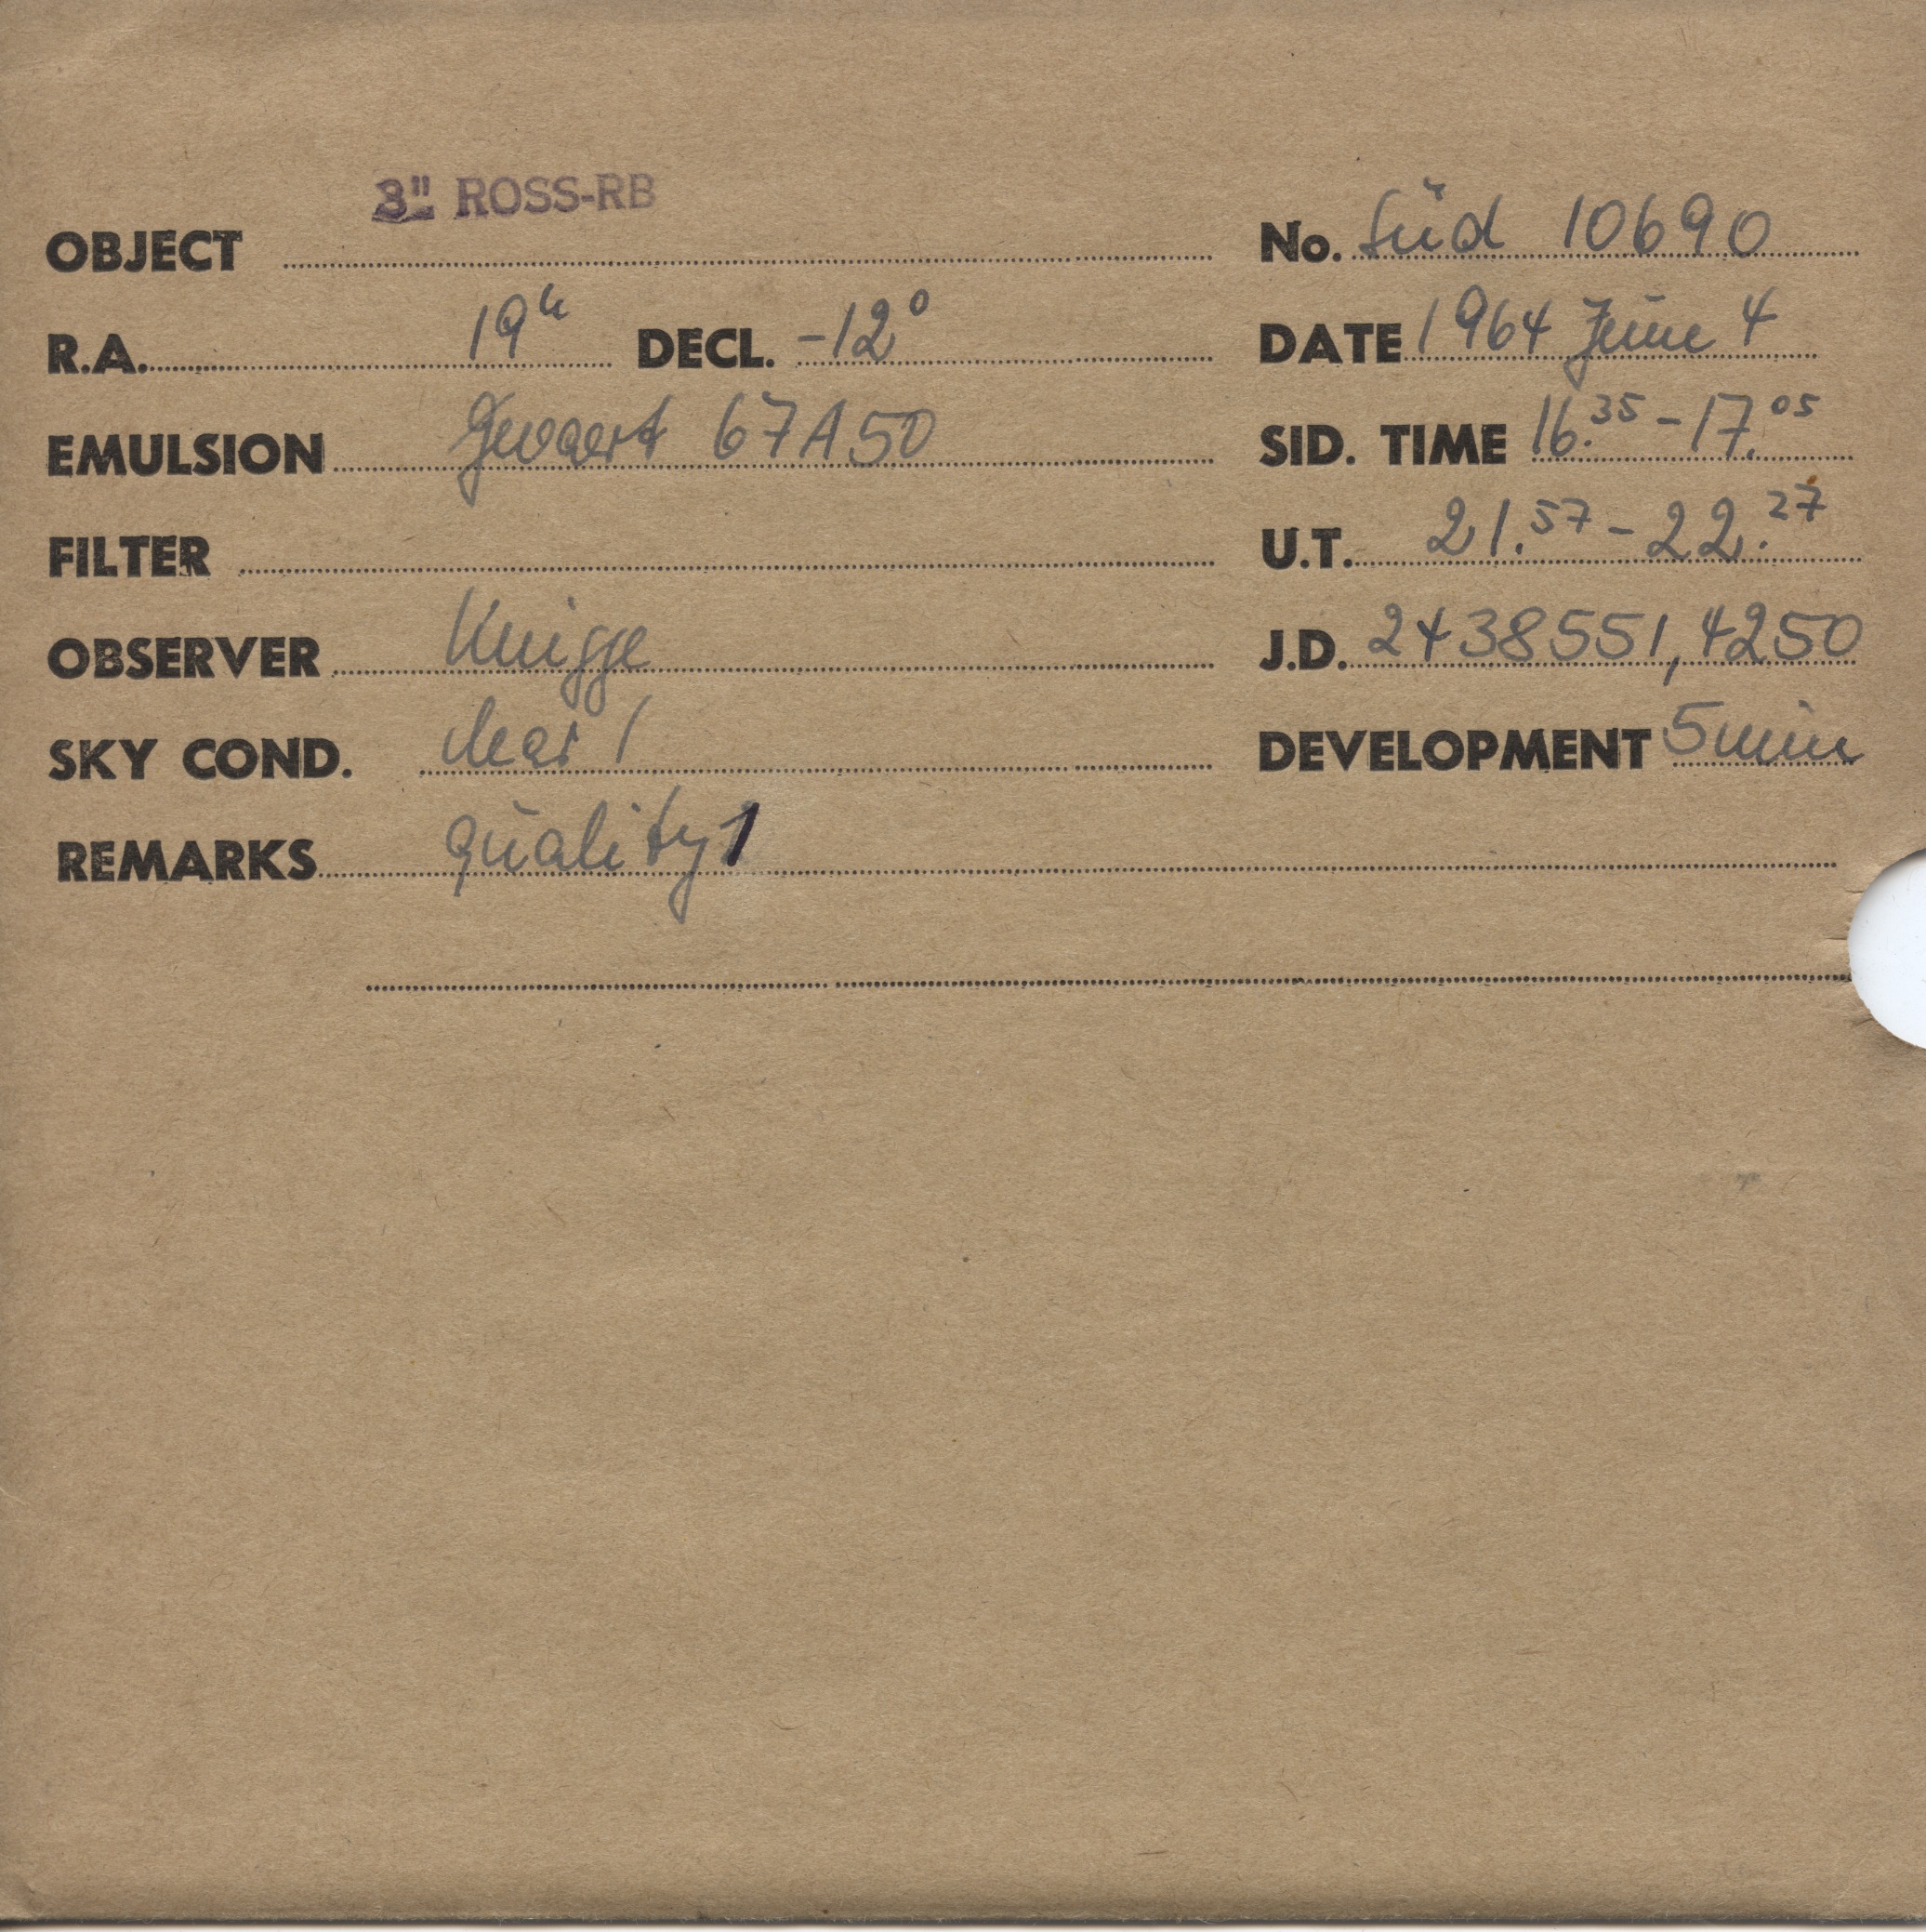 3" ROSS-RB
OBJECT No. Süd 10690
R.A. 19h DECL. -12° DATE 1964 June 4
EMULSION Gevaert 67A50 SID. TIME 16.35 - 17.05
FILTER U.T. 21.57 - 22.27
OBSERVER Knigge J.D. 2438551,4250
SKY COND. clear 1 DEVELOPMENT 5min
REMARKS quality 1